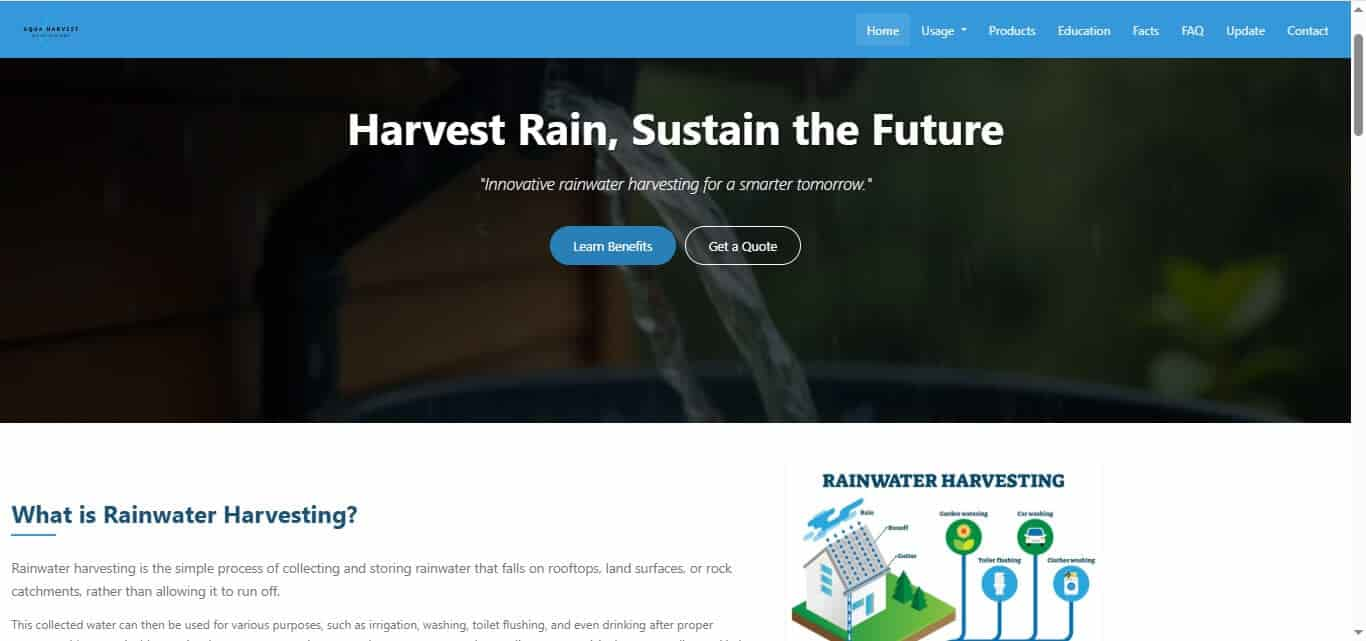 AQUA HARVEST
Home
Usage
Products
Education
Facts
FAQ
Update
Contact
Harvest Rain, Sustain the Future
"Innovative rainwater harvesting for a smarter tomorrow."
Learn Benefits
Get a Quote
What is Rainwater Harvesting?
Rainwater harvesting is the simple process of collecting and storing rainwater that falls on rooftops, land surfaces, or rock
catchments, rather than allowing it to run off.
This collected water can then be used for various purposes, such as irrigation, washing, toilet flushing, and even drinking after proper
RAINWATER HARVESTING
Rain
Runoff
Gutter
Garden watering
Car washing
Toilet flushing
Clothes washing